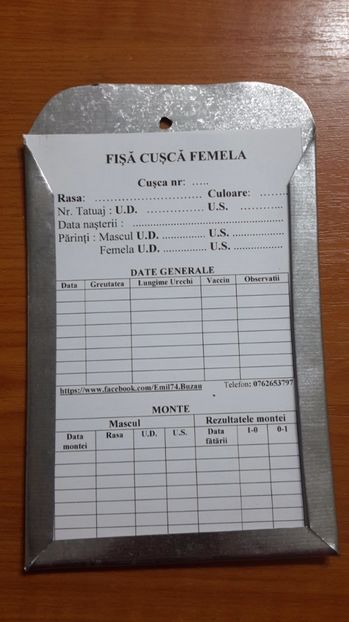 FIȘĂ CUȘCĂ FEMELA
Cușca nr: .....
Rasa: .............................. Culoare: .......
Nr. Tatuaj : U.D. ................ U.S. ............
Data nașterii : ..........................................
Părinți : Mascul U.D. ............. U.S. ...............
Femela U.D. ............. U.S. ...............
DATE GENERALE
Data Greutatea Lungime Urechi Vacciu Observatii
https://www.facebook.com/Emil74.Buzau Telefon: 0762653797
MONTE
Mascul Rezultatele montei
Data montei Rasa U.D. U.S. Data fătării 1-0 0-1